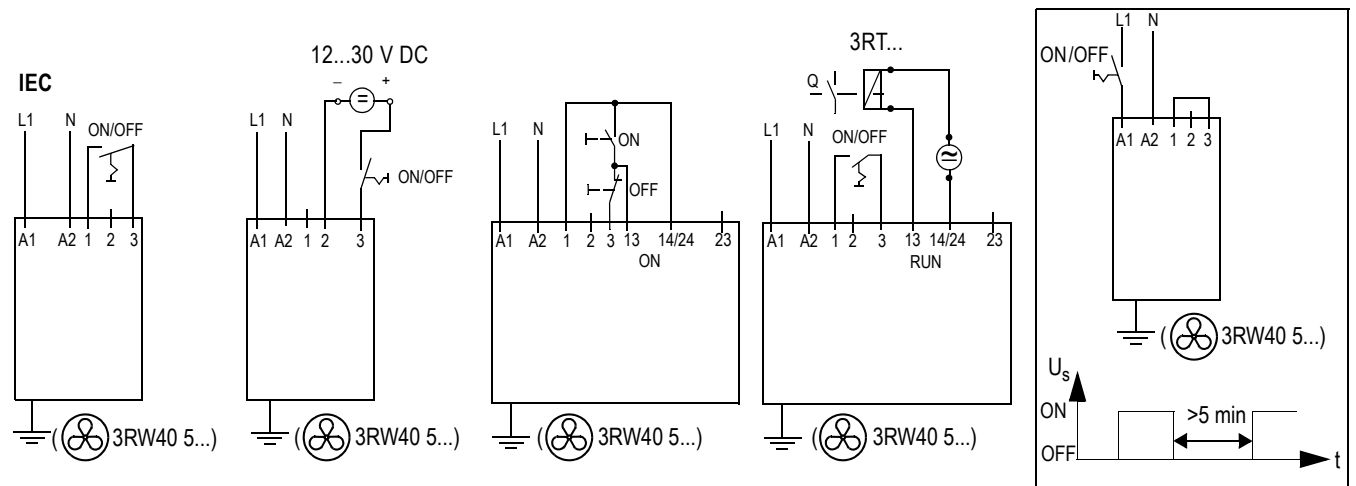 IEC
L1 N ON/OFF
A1 A2 1 2 3
( 3RW40 5...)
12...30 V DC
– +
=
L1 N
ON/OFF
A1 A2 1 2 3
( 3RW40 5...)
L1 N
ON
OFF
A1 A2 1 2 3 13 14/24 23
ON
( 3RW40 5...)
3RT...
Q
L1 N ON/OFF
A1 A2 1 2 3 13 14/24 23
RUN
( 3RW40 5...)
L1 N
ON/OFF
A1 A2 1 2 3
( 3RW40 5...)
Us
ON
>5 min
OFF
t